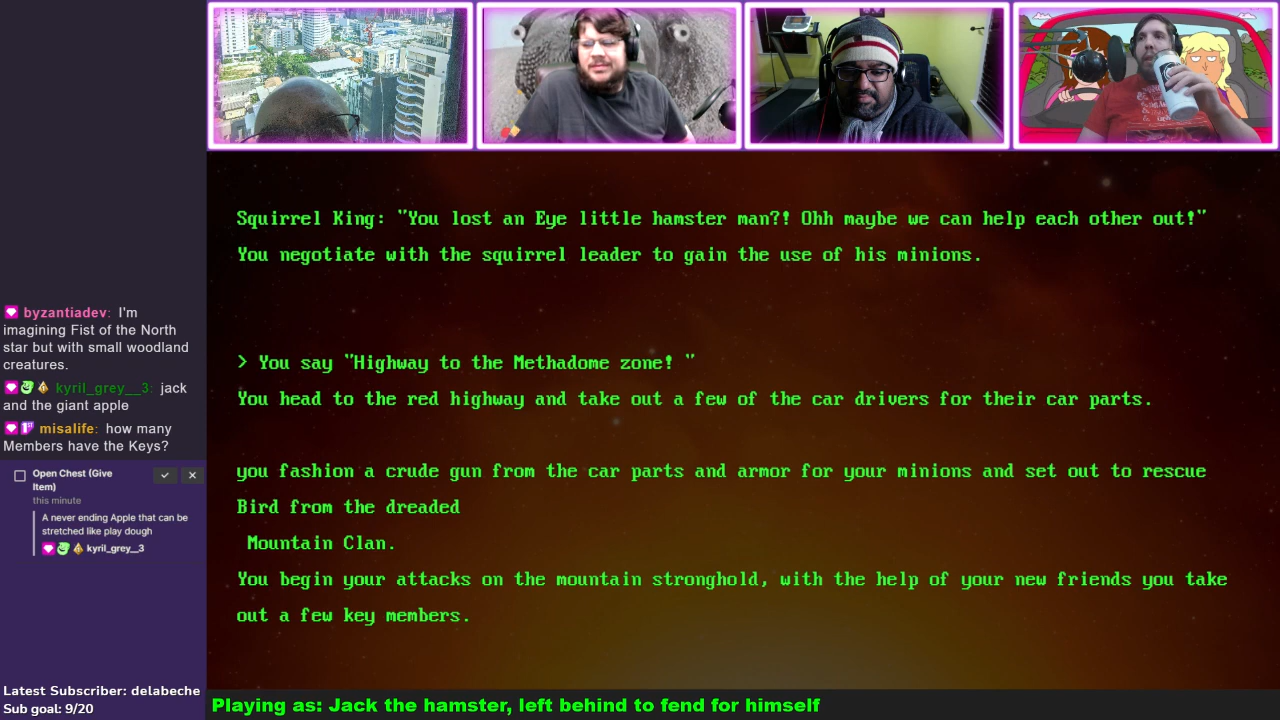 Squirrel King: "You lost an Eye little hamster man?! Ohh maybe we can help each other out!"
You negotiate with the squirrel leader to gain the use of his minions.
> You say "Highway to the Methadome zone! "
You head to the red highway and take out a few of the car drivers for their car parts.
you fashion a crude gun from the car parts and armor for your minions and set out to rescue
Bird from the dreaded
Mountain Clan.
You begin your attacks on the mountain stronghold, with the help of your new friends you take
out a few key members.
byzantiadev: I'm
imagining Fist of the North
star but with small woodland
creatures.
kyril_grey__3: jack
and the giant apple
misalife: how many
Members have the Keys?
Open Chest (Give
Item)
this minute
A never ending Apple that can be
stretched like play dough
kyril_grey__3
Latest Subscriber: delabeche
Sub goal: 9/20
Playing as: Jack the hamster, left behind to fend for himself